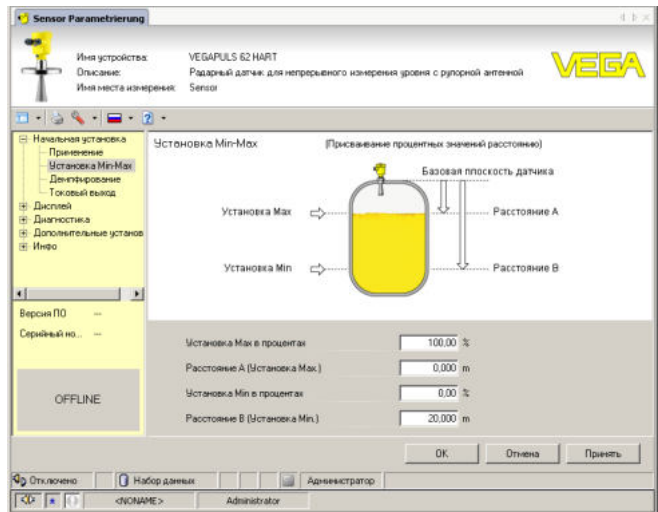 Sensor Parametrierung
Имя устройства: VEGAPULS 62 HART
Описание: Радарный датчик для непрерывного измерения уровня с рупорной антенной
Имя места измерения: Sensor
VEGA
Начальная установка
Применение
Установка Min-Max
Демпфирование
Токовый выход
Дисплей
Диагностика
Дополнительные установ
Инфо
Версия ПО --
Серийный но... --
OFFLINE
Установка Min-Max (Присваивание процентных значений расстоянию)
Базовая плоскость датчика
Установка Max Расстояние A
Установка Min Расстояние B
Установка Max в процентах 100,00 %
Расстояние A (Установка Max.) 0,000 m
Установка Min в процентах 0,00 %
Расстояние B (Установка Min.) 20,000 m
OK Отмена Принять
Отключено Набор данных Администратор
<NONAME> Administrator